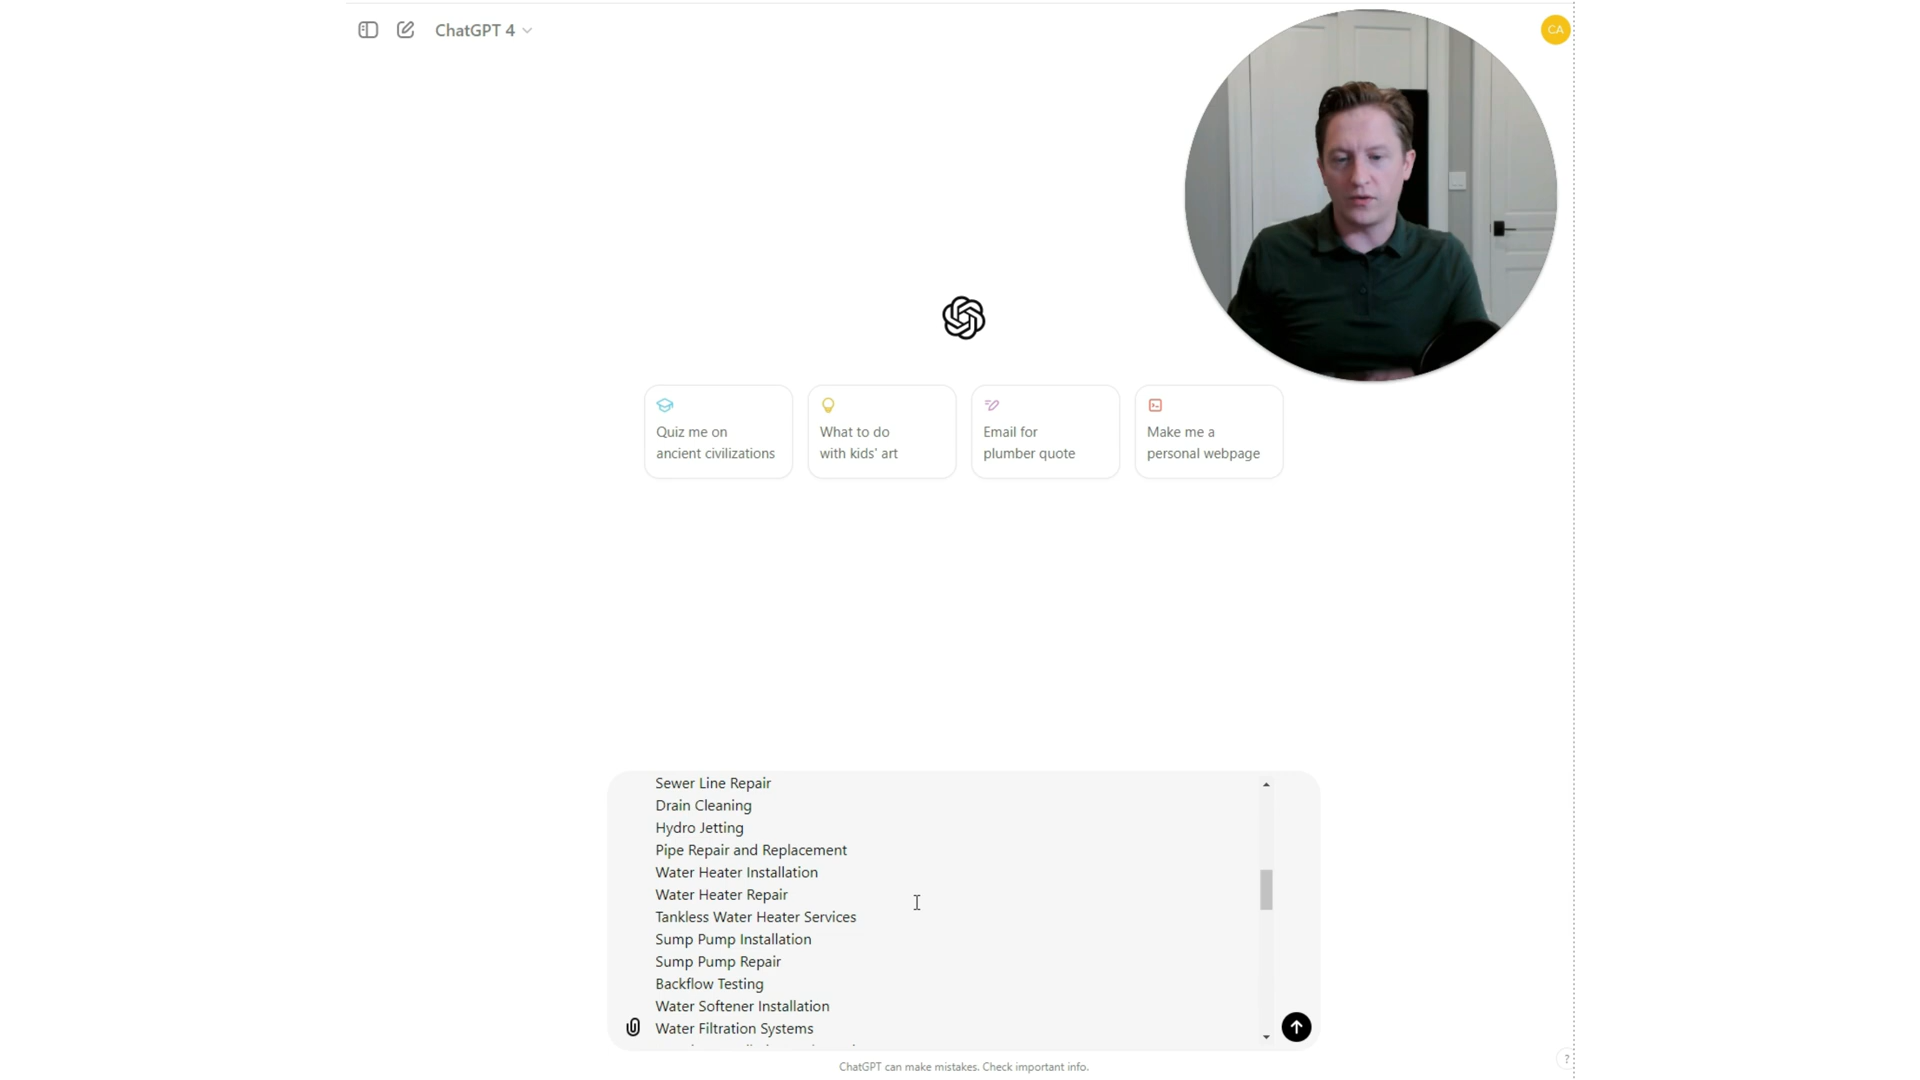 ChatGPT 4
CA
Quiz me on
ancient civilizations
What to do
with kids' art
Email for
plumber quote
Make me a
personal webpage
Sewer Line Repair
Drain Cleaning
Hydro Jetting
Pipe Repair and Replacement
Water Heater Installation
Water Heater Repair
Tankless Water Heater Services
Sump Pump Installation
Sump Pump Repair
Backflow Testing
Water Softener Installation
Water Filtration Systems
ChatGPT can make mistakes. Check important info.
?